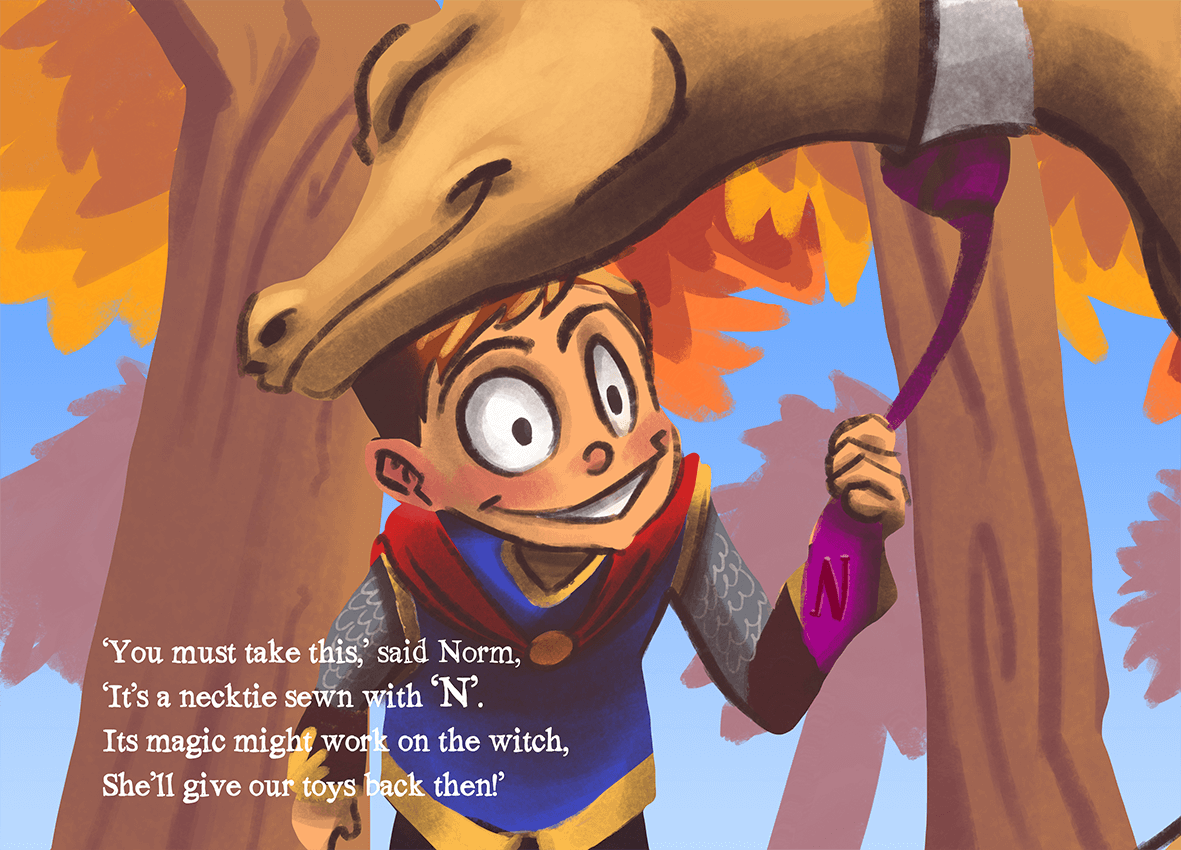 ‘You must take this,’ said Norm,
‘It’s a necktie sewn with ‘N’.
Its magic might work on the witch,
She’ll give our toys back then!’
N